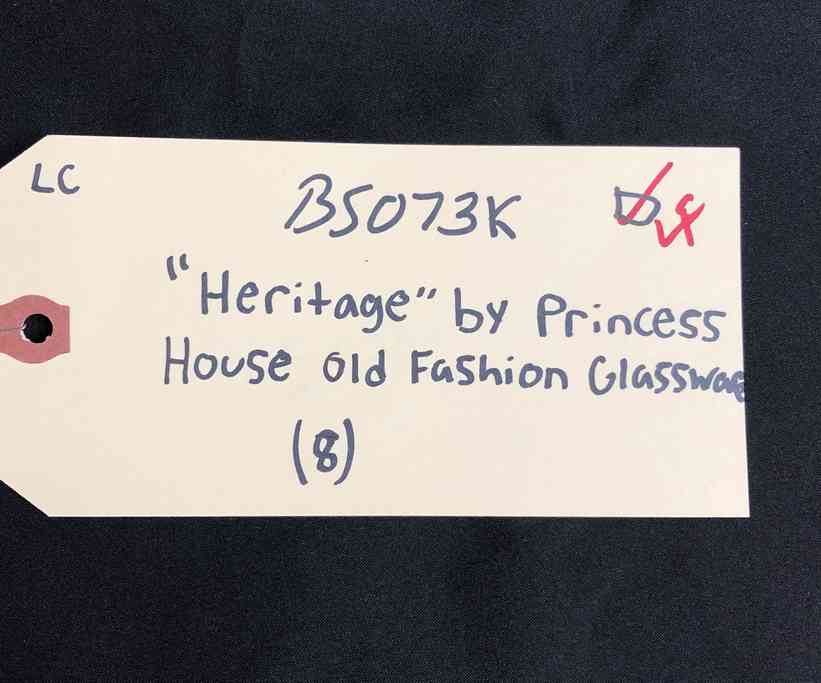 LC
B5073K
"Heritage" by Princess
House Old Fashion Glassware
(8)